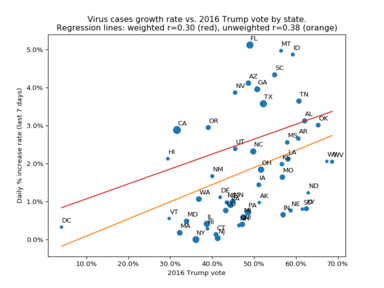 Virus cases growth rate vs. 2016 Trump vote by state.
Regression lines: weighted r=0.30 (red), unweighted r=0.38 (orange)
Daily % increase rate (last 7 days)
5.0%
4.0%
3.0%
2.0%
1.0%
0.0%
FL
MT
ID
SC
AZ
GA
NV
TX
TN
AL
OK
OR
CA
AR
MS
UT
NC
LA
HI
OH
MO
NM
IA
ND
DE
WA
AK
PA
VT
MD
IL
IN
NE
MA
NY
CT
NJ
DC
WV
10.0%
20.0%
30.0%
40.0%
50.0%
60.0%
70.0%
2016 Trump vote